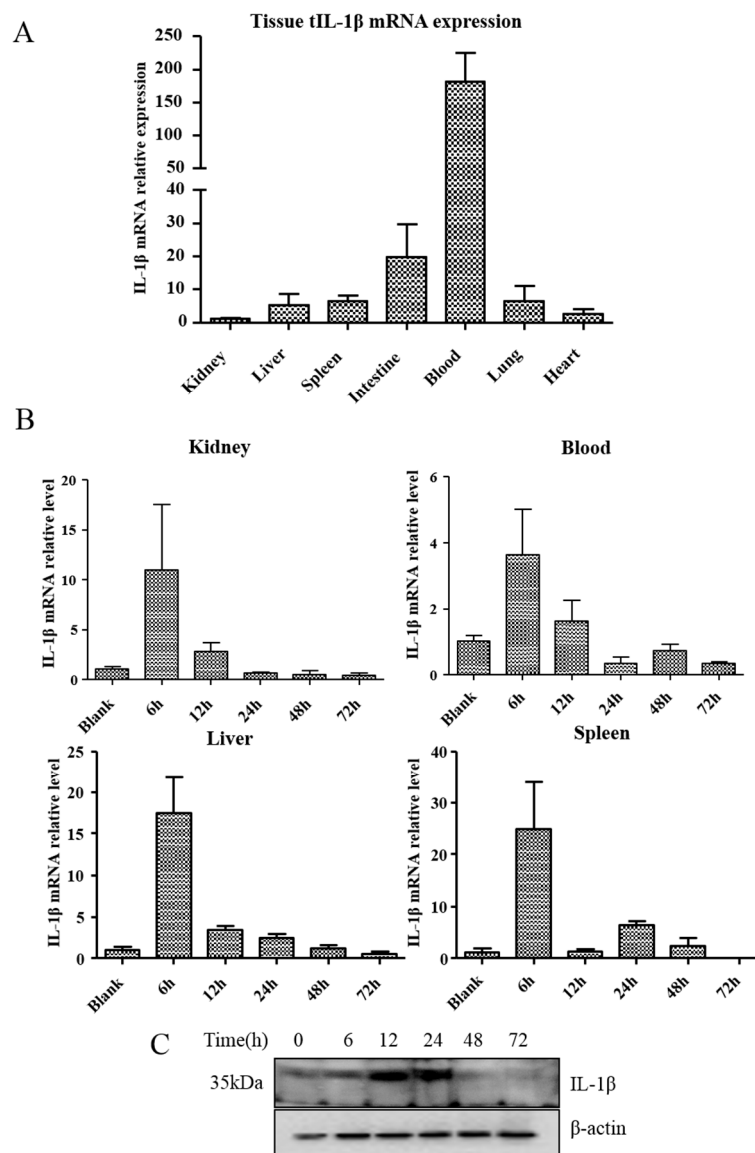 A
Tissue tIL-1β mRNA expression
IL-1β mRNA relative expression
250
200
150
100
50
40
30
20
10
0
Kidney
Liver
Spleen
Intestine
Blood
Lung
Heart
B
Kidney
IL-1β mRNA relative level
20
15
10
5
0
Blank
6h
12h
24h
48h
72h
Blood
IL-1β mRNA relative level
6
4
2
0
Blank
6h
12h
24h
48h
72h
Liver
IL-1β mRNA relative level
25
20
15
10
5
0
Blank
6h
12h
24h
48h
72h
Spleen
IL-1β mRNA relative level
40
30
20
10
0
Blank
6h
12h
24h
48h
72h
C
Time(h) 0 6 12 24 48 72
35kDa
IL-1β
β-actin